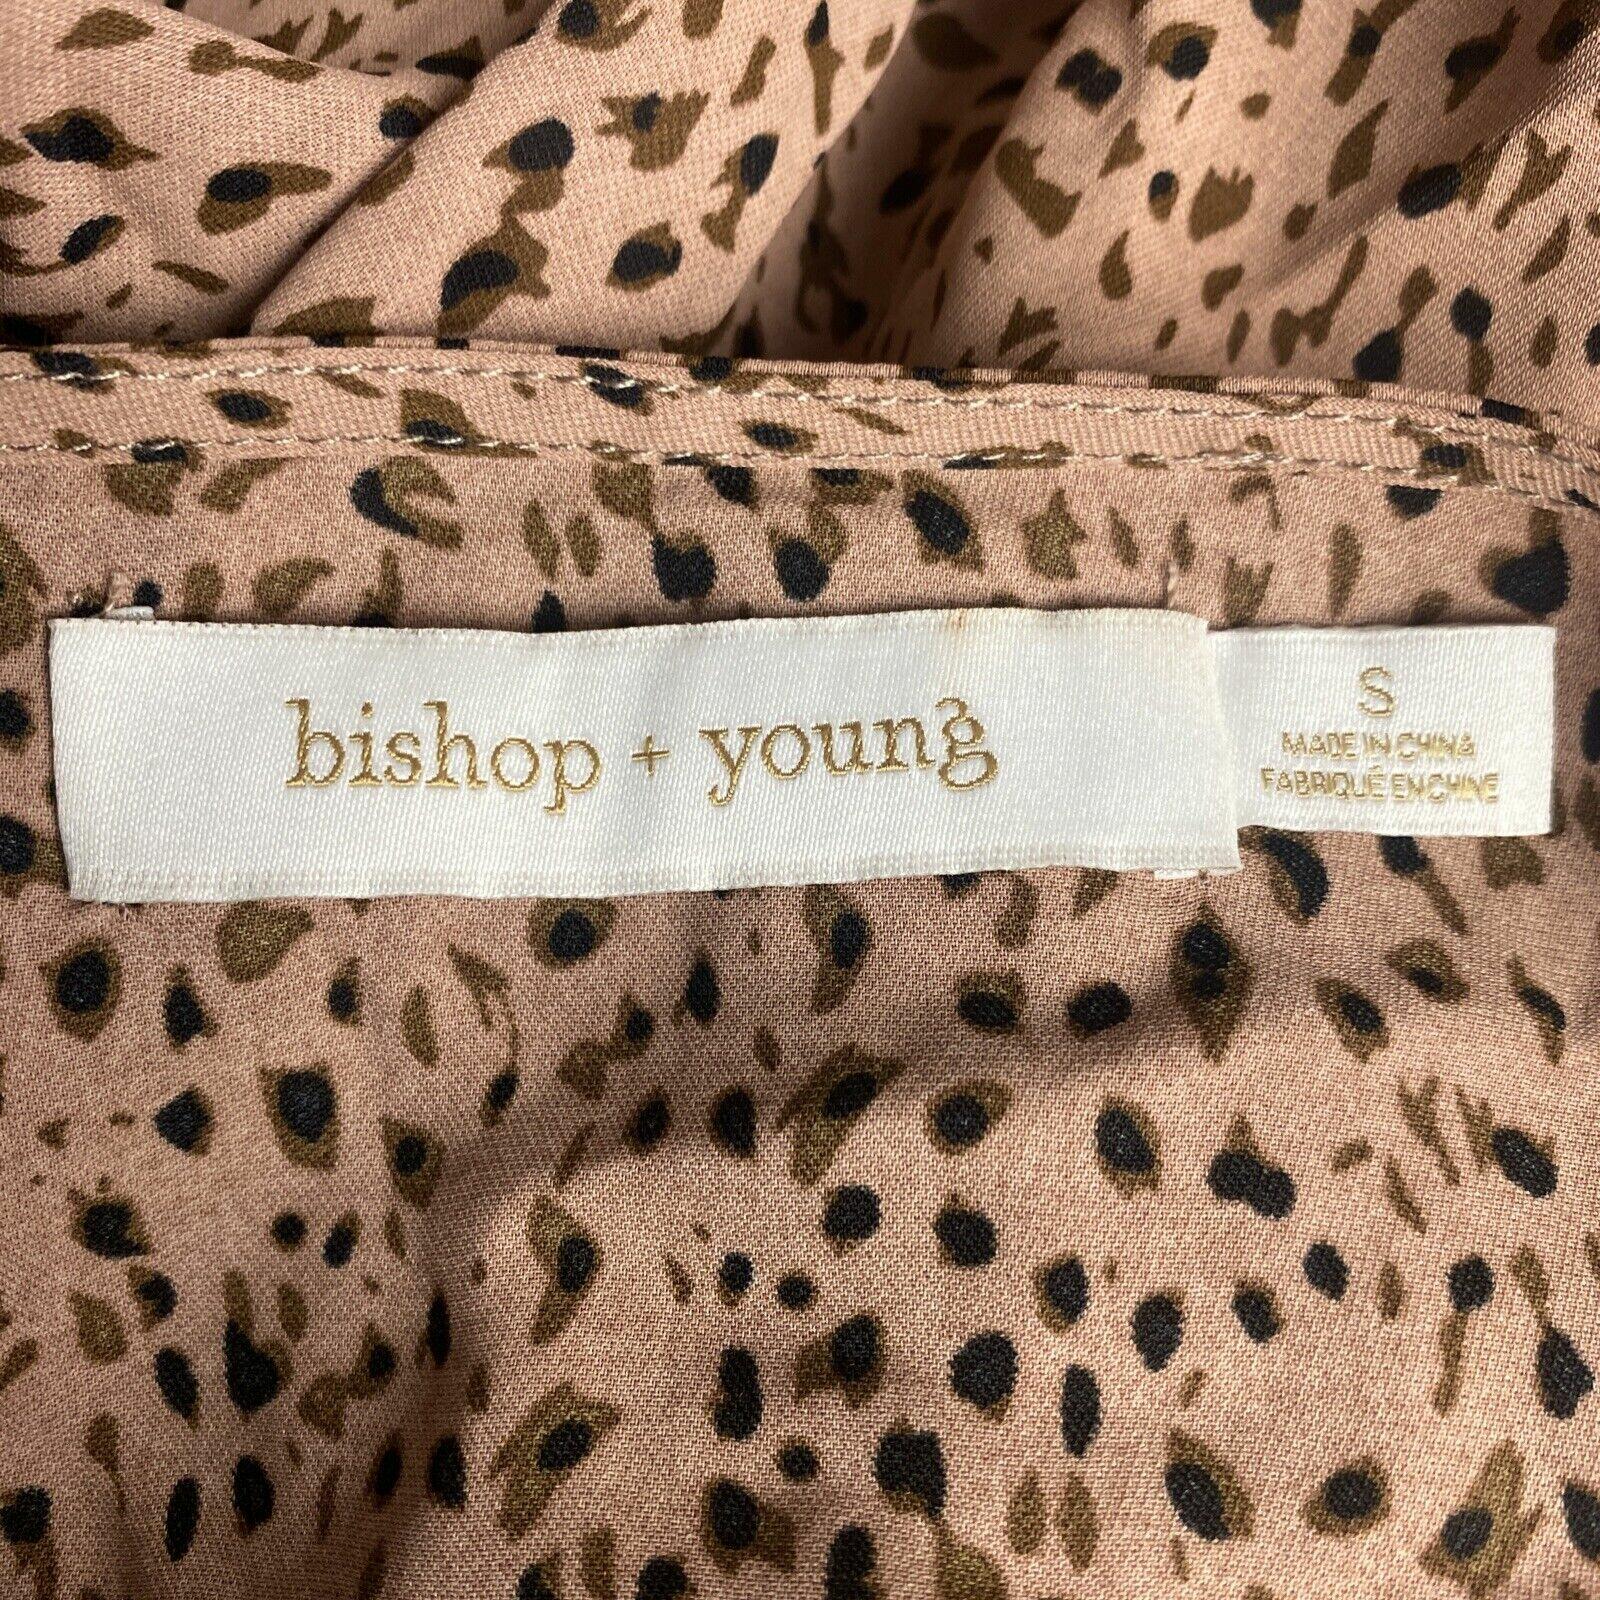 bishop + young
S
MADE IN CHINA
FABRIQUÉ EN CHINE